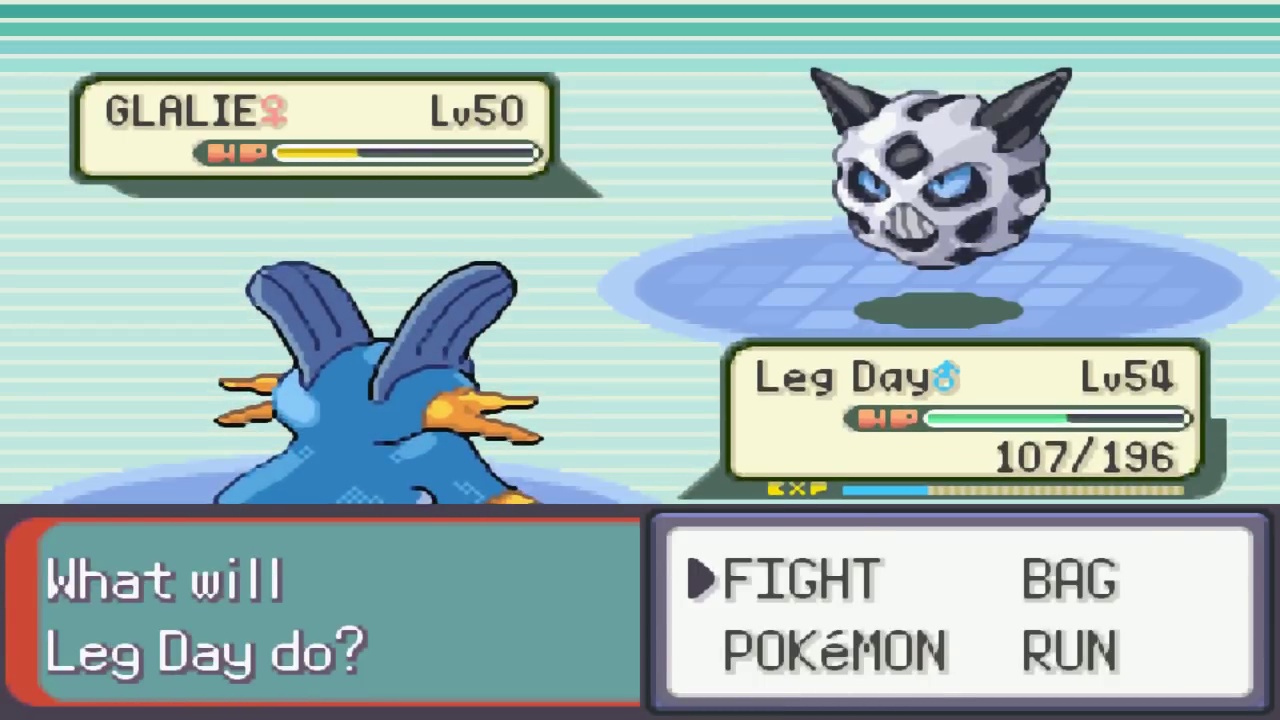 GLALIE♀ Lv50
HP
Leg Day♂ Lv54
HP
107/196
EXP
What will
Leg Day do?
▶FIGHT BAG
POKéMON RUN